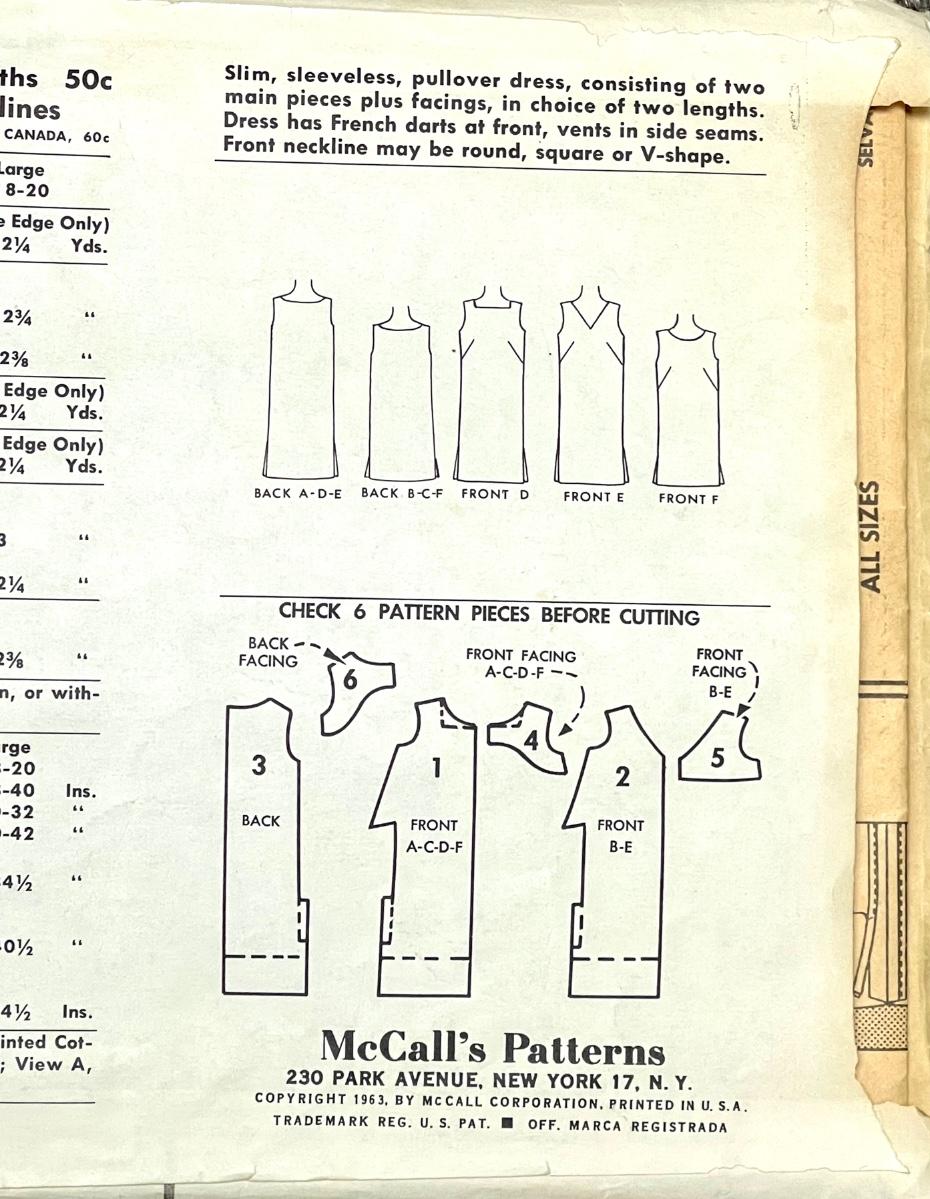 ths 50c
lines
CANADA, 60c
Large
8-20
Edge Only)
2¼ Yds.
2¾ “
2⅜ “
Edge Only)
2¼ Yds.
Edge Only)
2¼ Yds.
3 “
2¼ “
2⅜ “
n, or with-
rge
-20
-40 Ins.
-32 “
-42 “
4½ “
0½ “
4½ Ins.
inted Cot-
; View A,
Slim, sleeveless, pullover dress, consisting of two
main pieces plus facings, in choice of two lengths.
Dress has French darts at front, vents in side seams.
Front neckline may be round, square or V-shape.
BACK A-D-E
BACK B-C-F
FRONT D
FRONT E
FRONT F
CHECK 6 PATTERN PIECES BEFORE CUTTING
BACK
FACING
6
FRONT FACING
A-C-D-F
4
FRONT
FACING
B-E
5
3
BACK
1
FRONT
A-C-D-F
2
FRONT
B-E
McCall's Patterns
230 PARK AVENUE, NEW YORK 17, N. Y.
COPYRIGHT 1963, BY McCALL CORPORATION, PRINTED IN U. S. A.
TRADEMARK REG. U. S. PAT. ■ OFF. MARCA REGISTRADA
SELVA
ALL SIZES